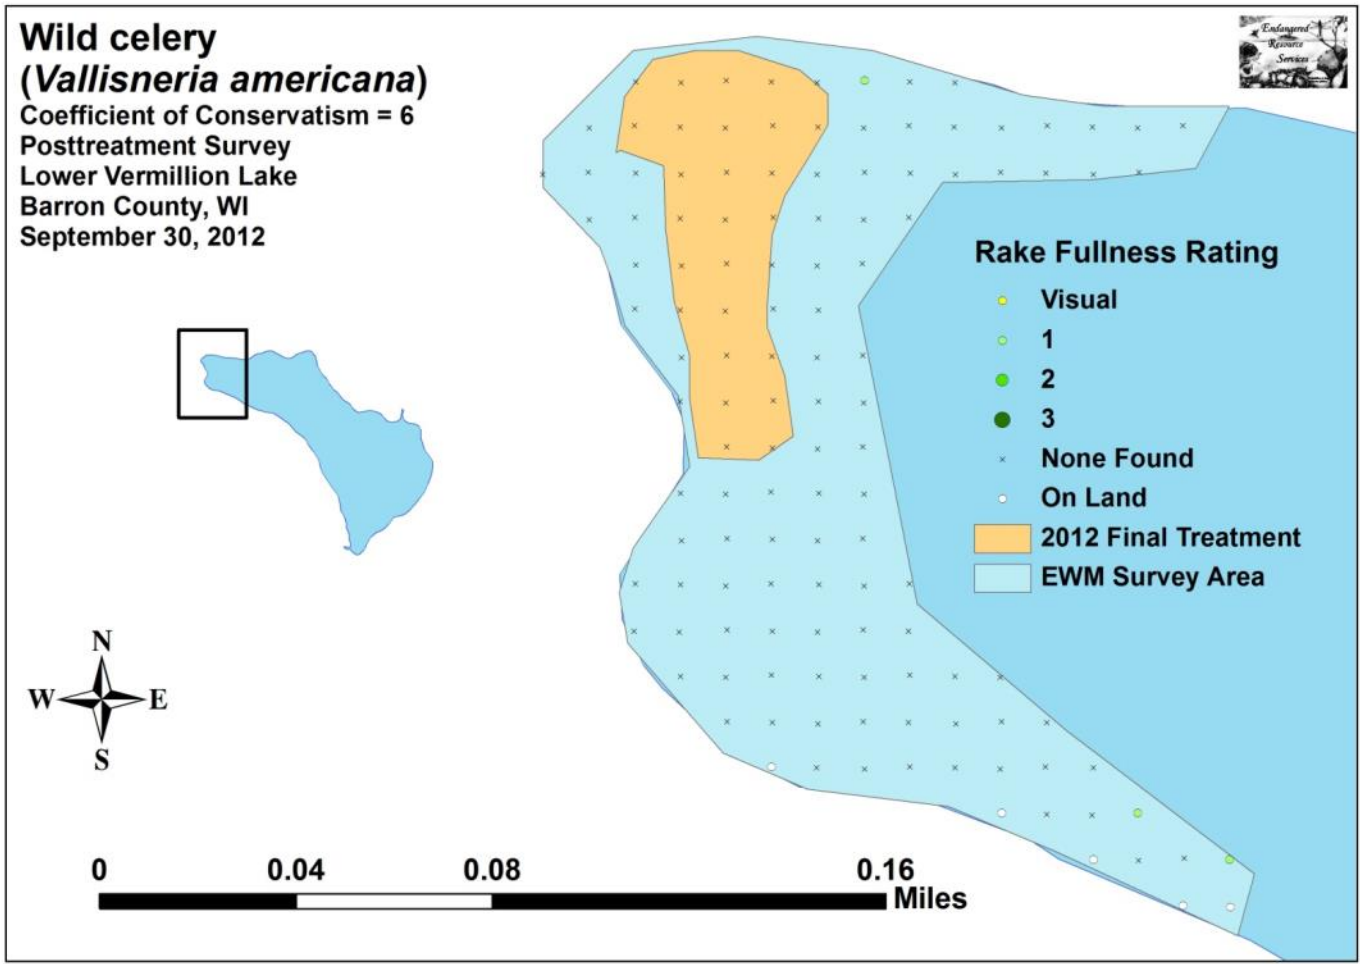 Wild celery
(Vallisneria americana)
Coefficient of Conservatism = 6
Posttreatment Survey
Lower Vermillion Lake
Barron County, WI
September 30, 2012
Endangered
Resource
Services
Rake Fullness Rating
Visual
1
2
3
None Found
On Land
2012 Final Treatment
EWM Survey Area
N
W E
S
0 0.04 0.08 0.16
Miles